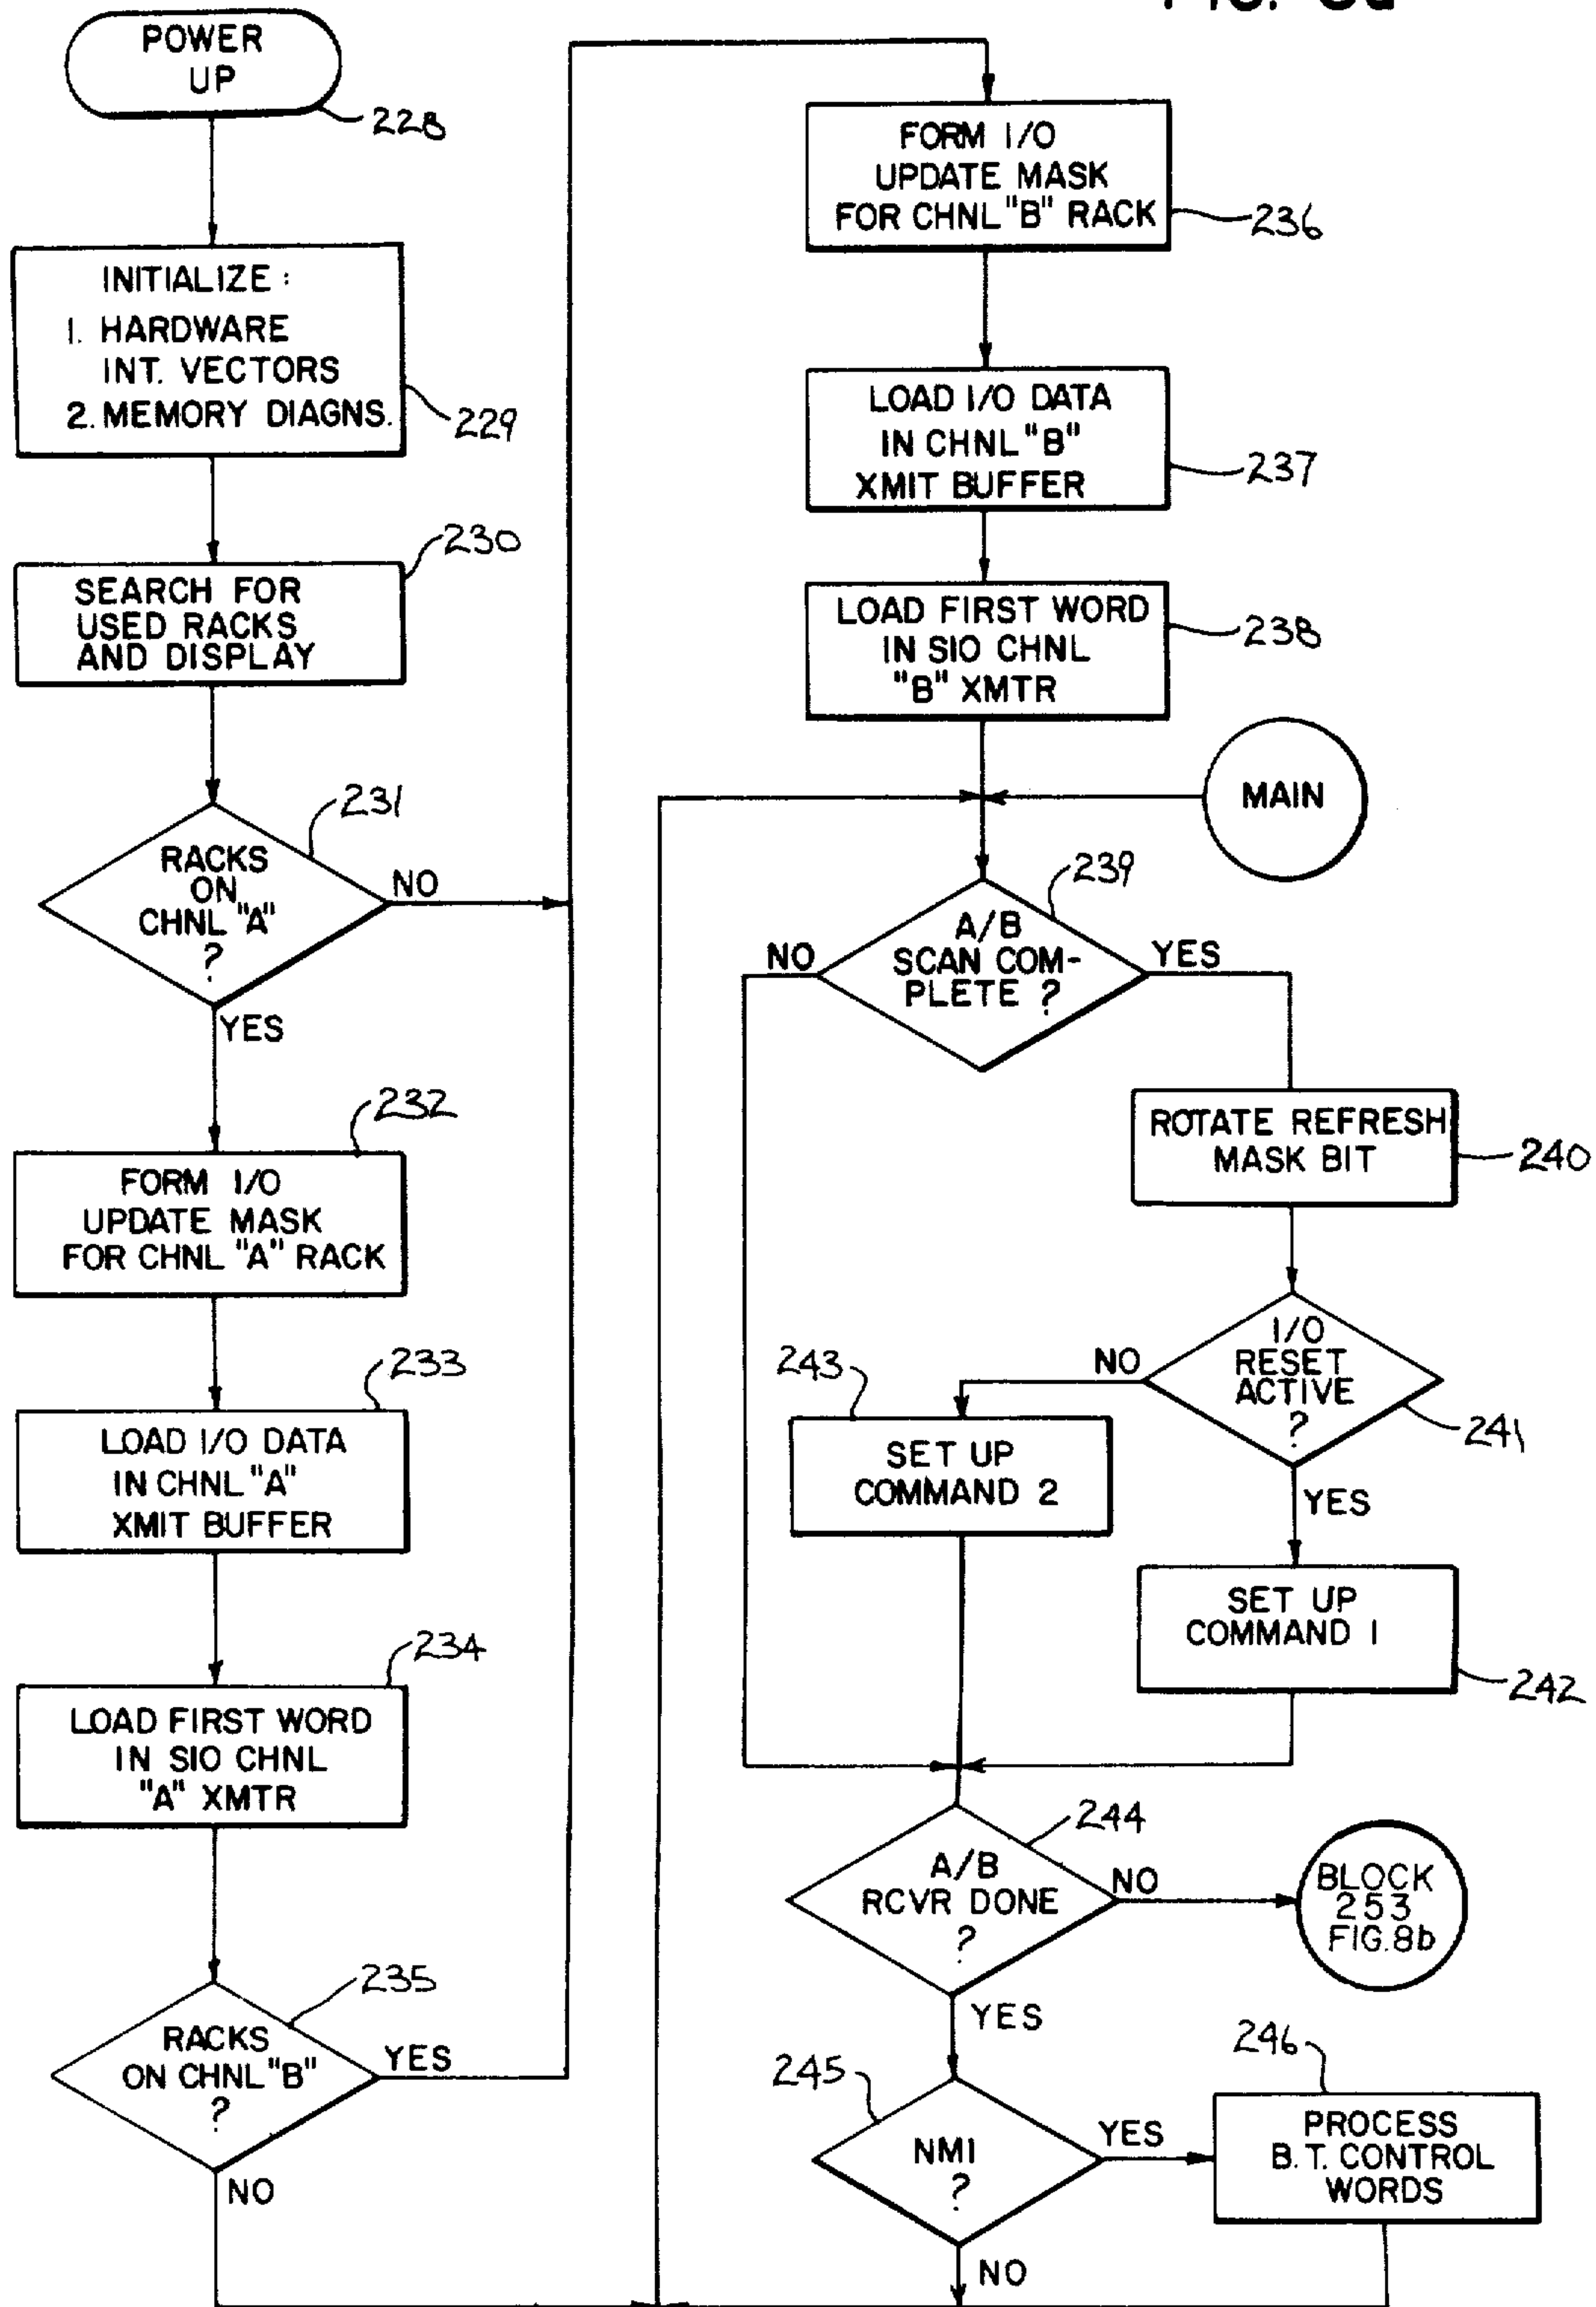 POWER
UP
228
INITIALIZE :
1. HARDWARE
INT. VECTORS
2. MEMORY DIAGNS.
229
230
SEARCH FOR
USED RACKS
AND DISPLAY
231
RACKS
ON
CHNL "A"
?
NO
YES
232
FORM I/O
UPDATE MASK
FOR CHNL "A" RACK
233
LOAD I/O DATA
IN CHNL "A"
XMIT BUFFER
234
LOAD FIRST WORD
IN SIO CHNL
"A" XMTR
235
RACKS
ON CHNL "B"
?
YES
NO
FORM I/O
UPDATE MASK
FOR CHNL "B" RACK
236
LOAD I/O DATA
IN CHNL "B"
XMIT BUFFER
237
LOAD FIRST WORD
IN SIO CHNL
"B" XMTR
238
MAIN
239
A/B
SCAN COM-
PLETE ?
NO
YES
ROTATE REFRESH
MASK BIT
240
I/O
RESET
ACTIVE
?
241
NO
YES
243
SET UP
COMMAND 2
SET UP
COMMAND 1
242
244
A/B
RCVR DONE
?
NO
BLOCK
253
FIG. 8b
YES
245
NMI
?
YES
246
PROCESS
B. T. CONTROL
WORDS
NO